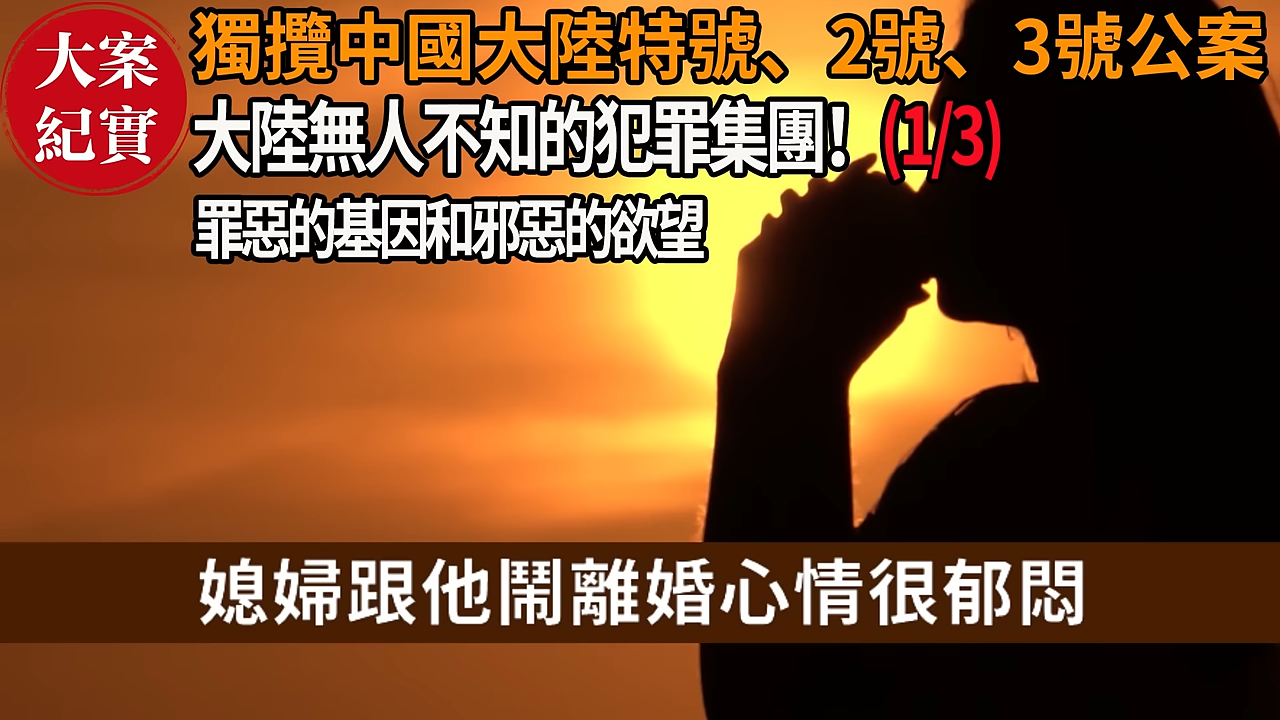 大案
紀實
獨攬中國大陸特號、2號、3號公案
大陸無人不知的犯罪集團！(1/3)
罪惡的基因和邪惡的欲望
媳婦跟他鬧離婚心情很郁悶